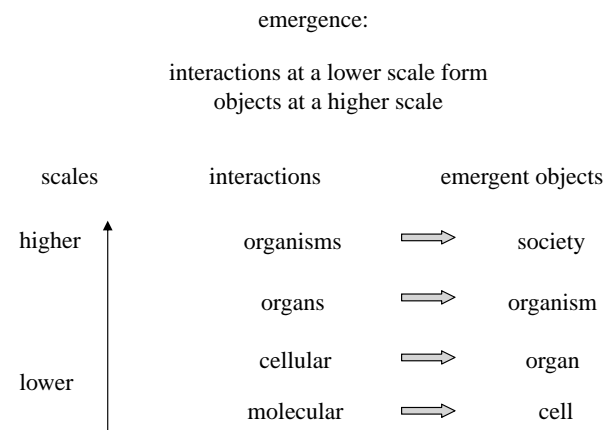 emergence:
interactions at a lower scale form
objects at a higher scale
scales interactions emergent objects
higher organisms society
organs organism
cellular organ
lower
molecular cell